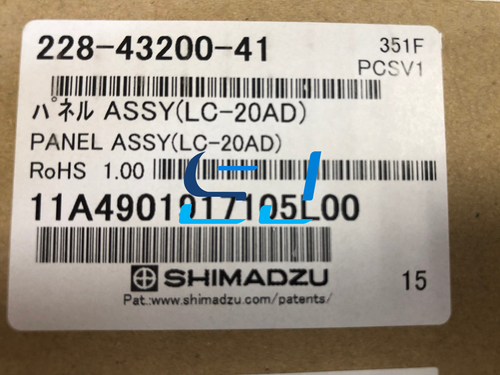 228-43200-41
351F
PCSV1
パネル ASSY(LC-20AD)
PANEL ASSY(LC-20AD)
RoHS 1.00
11A4901017105L00
SHIMADZU
Pat.:www.shimadzu.com/patents/
15